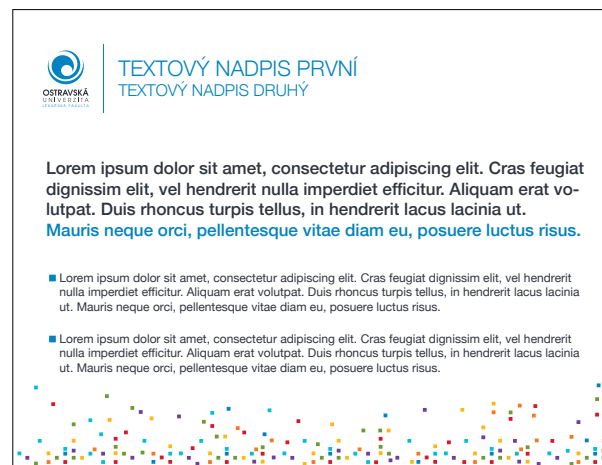 OSTRAVSKÁ
UNIVERZITA
LÉKAŘSKÁ FAKULTA
TEXTOVÝ NADPIS PRVNÍ
TEXTOVÝ NADPIS DRUHÝ
Lorem ipsum dolor sit amet, consectetur adipiscing elit. Cras feugiat
dignissim elit, vel hendrerit nulla imperdiet efficitur. Aliquam erat vo-
lutpat. Duis rhoncus turpis tellus, in hendrerit lacus lacinia ut.
Mauris neque orci, pellentesque vitae diam eu, posuere luctus risus.
Lorem ipsum dolor sit amet, consectetur adipiscing elit. Cras feugiat dignissim elit, vel hendrerit
nulla imperdiet efficitur. Aliquam erat volutpat. Duis rhoncus turpis tellus, in hendrerit lacus lacinia
ut. Mauris neque orci, pellentesque vitae diam eu, posuere luctus risus.
Lorem ipsum dolor sit amet, consectetur adipiscing elit. Cras feugiat dignissim elit, vel hendrerit
nulla imperdiet efficitur. Aliquam erat volutpat. Duis rhoncus turpis tellus, in hendrerit lacus lacinia
ut. Mauris neque orci, pellentesque vitae diam eu, posuere luctus risus.